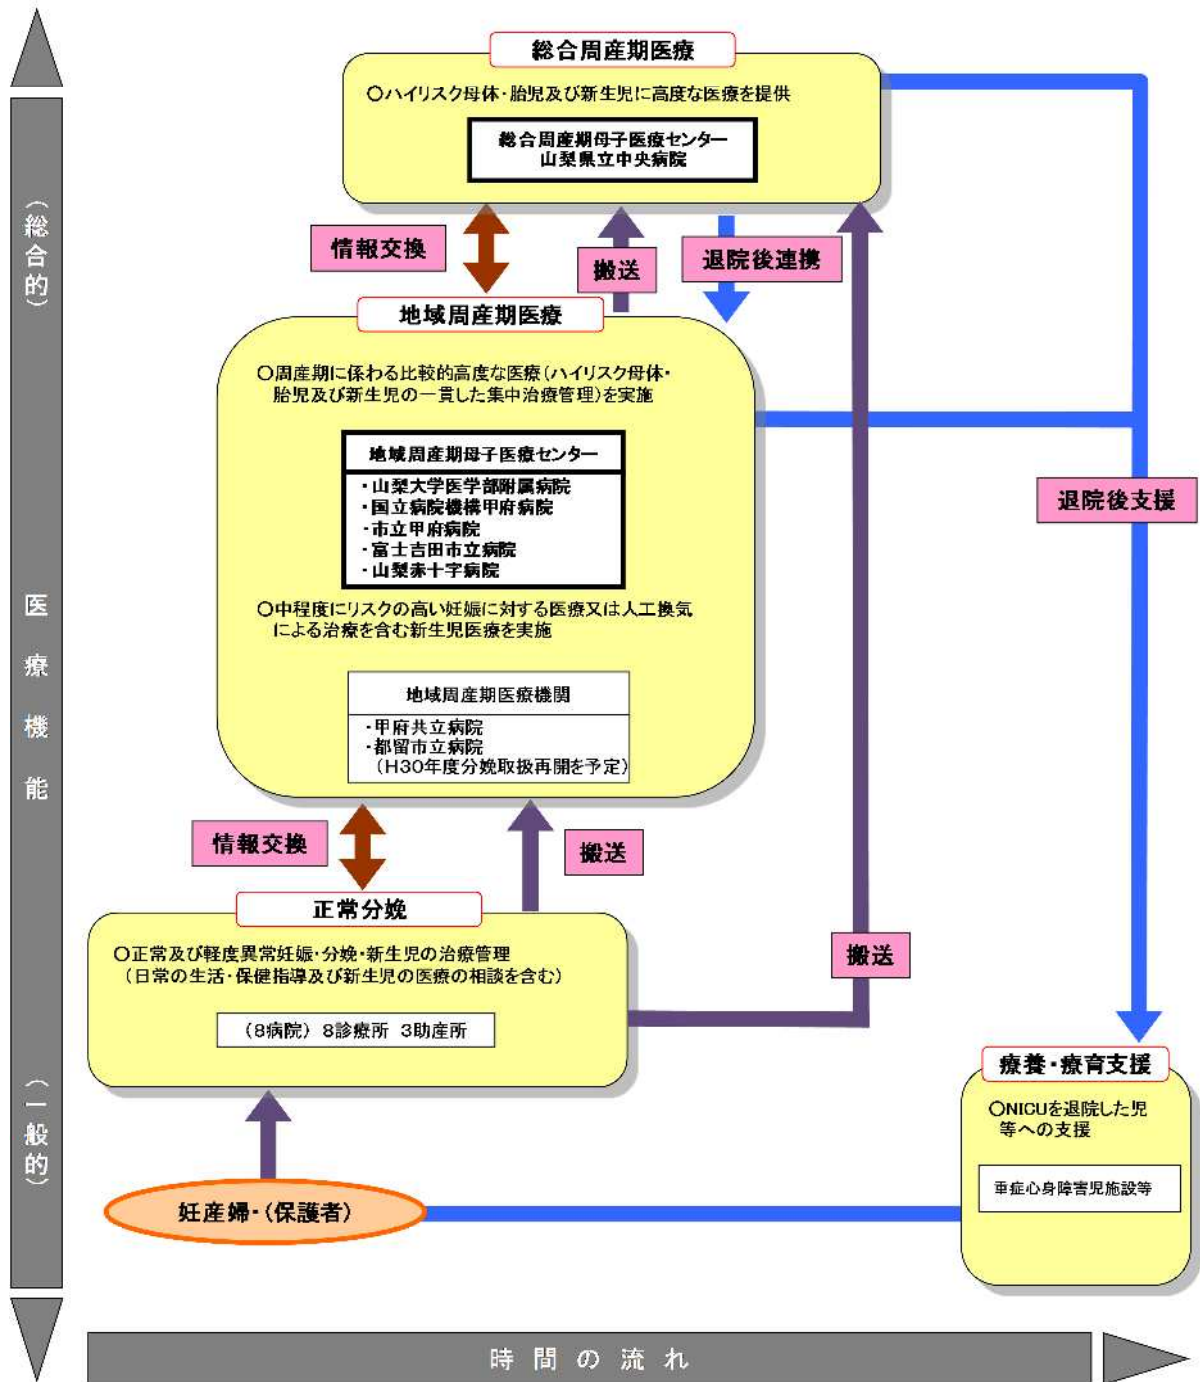 総合周産期医療
○ハイリスク母体・胎児及び新生児に高度な医療を提供
総合周産期母子医療センター
山梨県立中央病院
情報交換
搬送
退院後連携
地域周産期医療
○周産期に係わる比較的高度な医療(ハイリスク母体・
胎児及び新生児の一貫した集中治療管理)を実施
地域周産期母子医療センター
・山梨大学医学部附属病院
・国立病院機構甲府病院
・市立甲府病院
・富士吉田市立病院
・山梨赤十字病院
○中程度にリスクの高い妊娠に対する医療又は人工換気
による治療を含む新生児医療を実施
地域周産期医療機関
・甲府共立病院
・都留市立病院
(H30年度分娩取扱再開を予定)
退院後支援
情報交換
搬送
正常分娩
○正常及び軽度異常妊娠・分娩・新生児の治療管理
(日常の生活・保健指導及び新生児の医療の相談を含む)
(8病院) 8診療所 3助産所
搬送
療養・療育支援
○NICUを退院した児
等への支援
重症心身障害児施設等
妊産婦・(保護者)
(総合的)
医療機能
(一般的)
時間の流れ